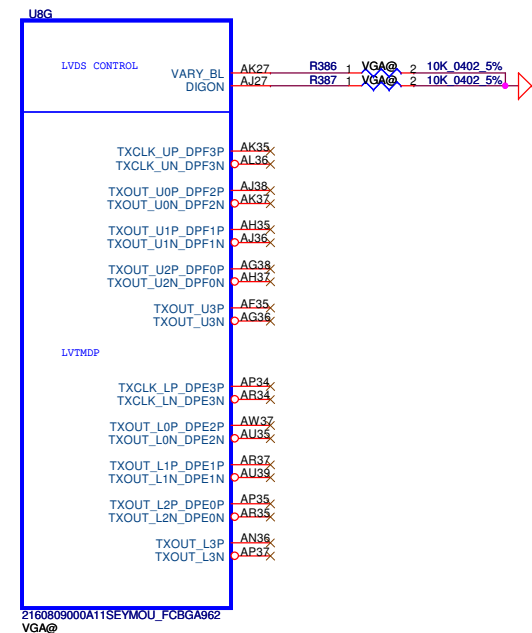 U8G
LVDS CONTROL
VARY_BL AK27 R386 1 VGA@ 2 10K_0402_5%
DIGON AJ27 R387 1 VGA@ 2 10K_0402_5%
TXCLK_UP_DPF3P AK35
TXCLK_UN_DPF3N AL36
TXOUT_U0P_DPF2P AJ38
TXOUT_U0N_DPF2N AK37
TXOUT_U1P_DPF1P AH35
TXOUT_U1N_DPF1N AJ36
TXOUT_U2P_DPF0P AG38
TXOUT_U2N_DPF0N AH37
TXOUT_U3P AF35
TXOUT_U3N AG36
LVTMDP
TXCLK_LP_DPE3P AP34
TXCLK_LN_DPE3N AR34
TXOUT_L0P_DPE2P AW37
TXOUT_L0N_DPE2N AU35
TXOUT_L1P_DPE1P AR37
TXOUT_L1N_DPE1N AU39
TXOUT_L2P_DPE0P AP35
TXOUT_L2N_DPE0N AR35
TXOUT_L3P AN36
TXOUT_L3N AP37
2160809000A11SEYMOU_FCBGA962
VGA@